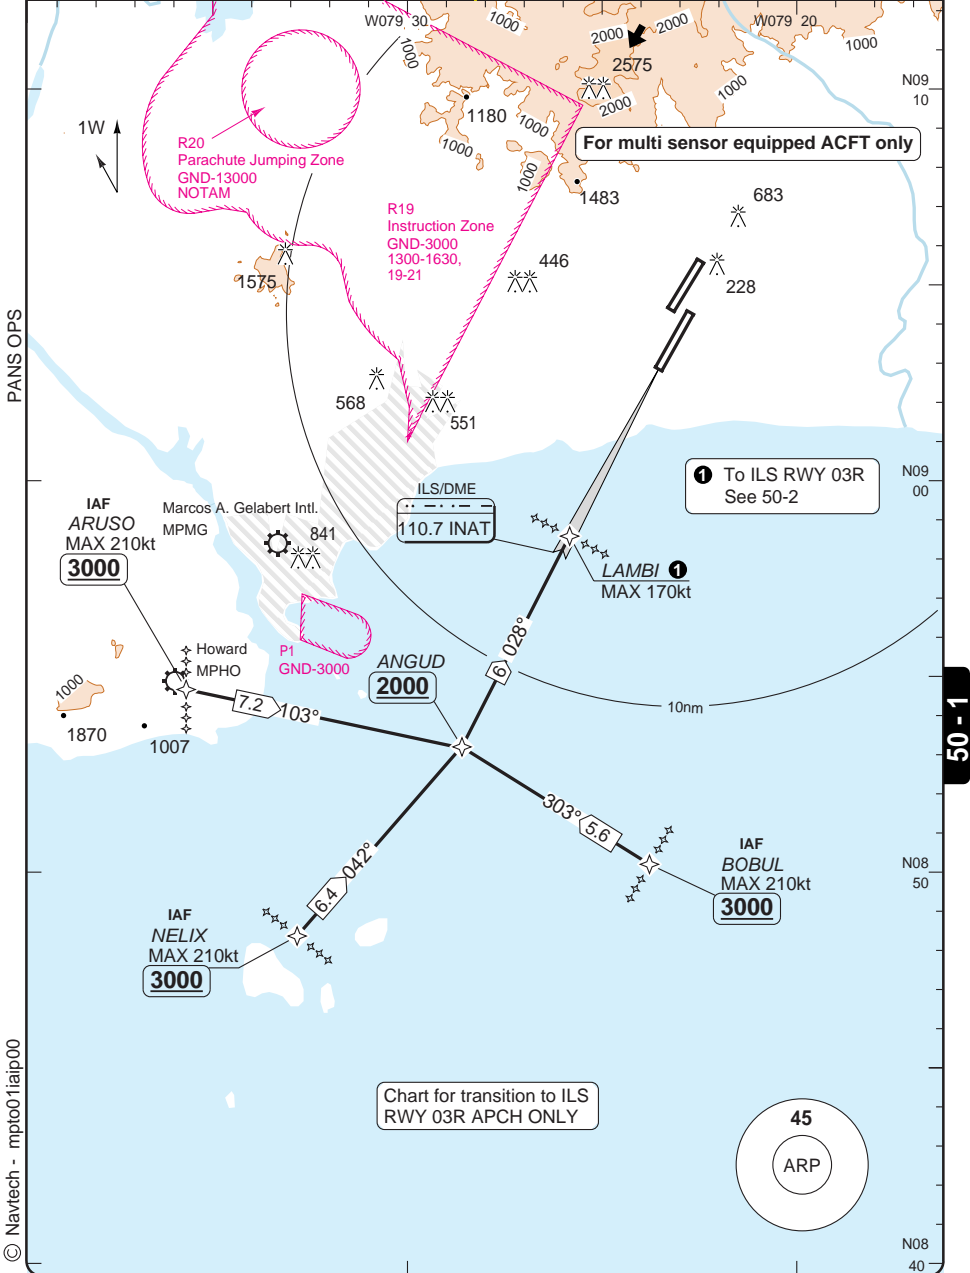 W079 30
W079 20
1000
2000
2000
1000
1000
2575
N09
10
1000
2000
1180
1000
1000
1W
R20
Parachute Jumping Zone
GND-13000
NOTAM
For multi sensor equipped ACFT only
1000
1483
683
R19
Instruction Zone
GND-3000
1300-1630,
19-21
446
1575
228
PANS OPS
568
551
❶ To ILS RWY 03R
See 50-2
N09
00
ILS/DME
110.7 INAT
IAF
ARUSO
MAX 210kt
3000
Marcos A. Gelabert Intl.
MPMG
841
LAMBI ❶
MAX 170kt
Howard
MPHO
P1
GND-3000
ANGUD
2000
6
028°
10nm
1000
1870
1007
7.2
103°
50 - 1
303°
5.6
IAF
BOBUL
MAX 210kt
3000
N08
50
042°
6.4
IAF
NELIX
MAX 210kt
3000
Chart for transition to ILS
RWY 03R APCH ONLY
45
ARP
N08
40
© Navtech - mpto01iaip00